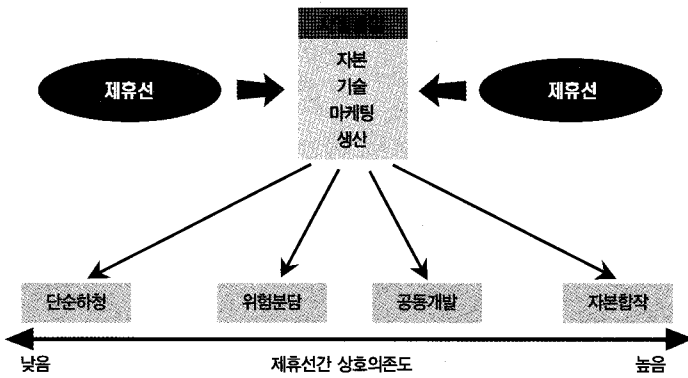 자본
제휴선
기술
제휴선
마케팅
생산
단순하청
위험분담
공동개발
자본합작
낮음
제휴선간 상호의존도
높음